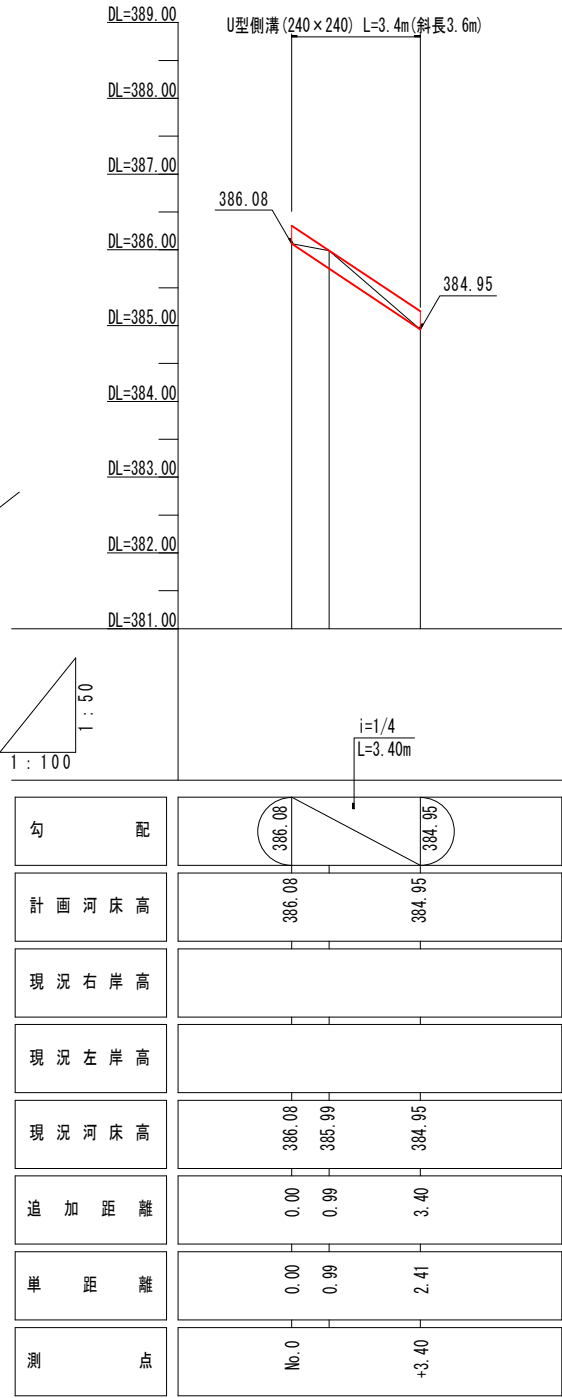 DL=389.00
U型側溝(240×240) L=3.4m(斜長3.6m)
DL=388.00
DL=387.00
386.08
DL=386.00
384.95
DL=385.00
DL=384.00
DL=383.00
DL=382.00
DL=381.00
1:50
1:100
i=1/4
L=3.40m
勾配 386.08 384.95
計画河床高 386.08 384.95
現況右岸高
現況左岸高
現況河床高 386.08 385.99 384.95
追加距離 0.00 0.99 3.40
単距離 0.00 0.99 2.41
測点 No.0 +3.40